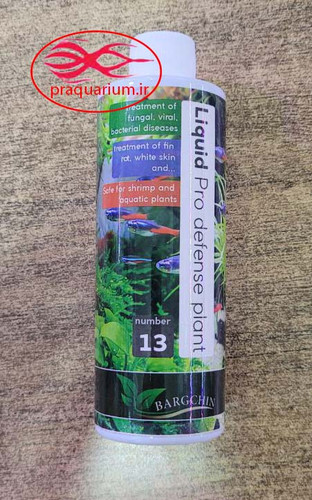 praquarium.ir
treatment of
fungal, viral,
bacterial diseases
treatment of fin
rot, white skin
and...
Safe for shrimp and
aquatic plants
Liquid Pro defense plant
number
13
BARGCHIN